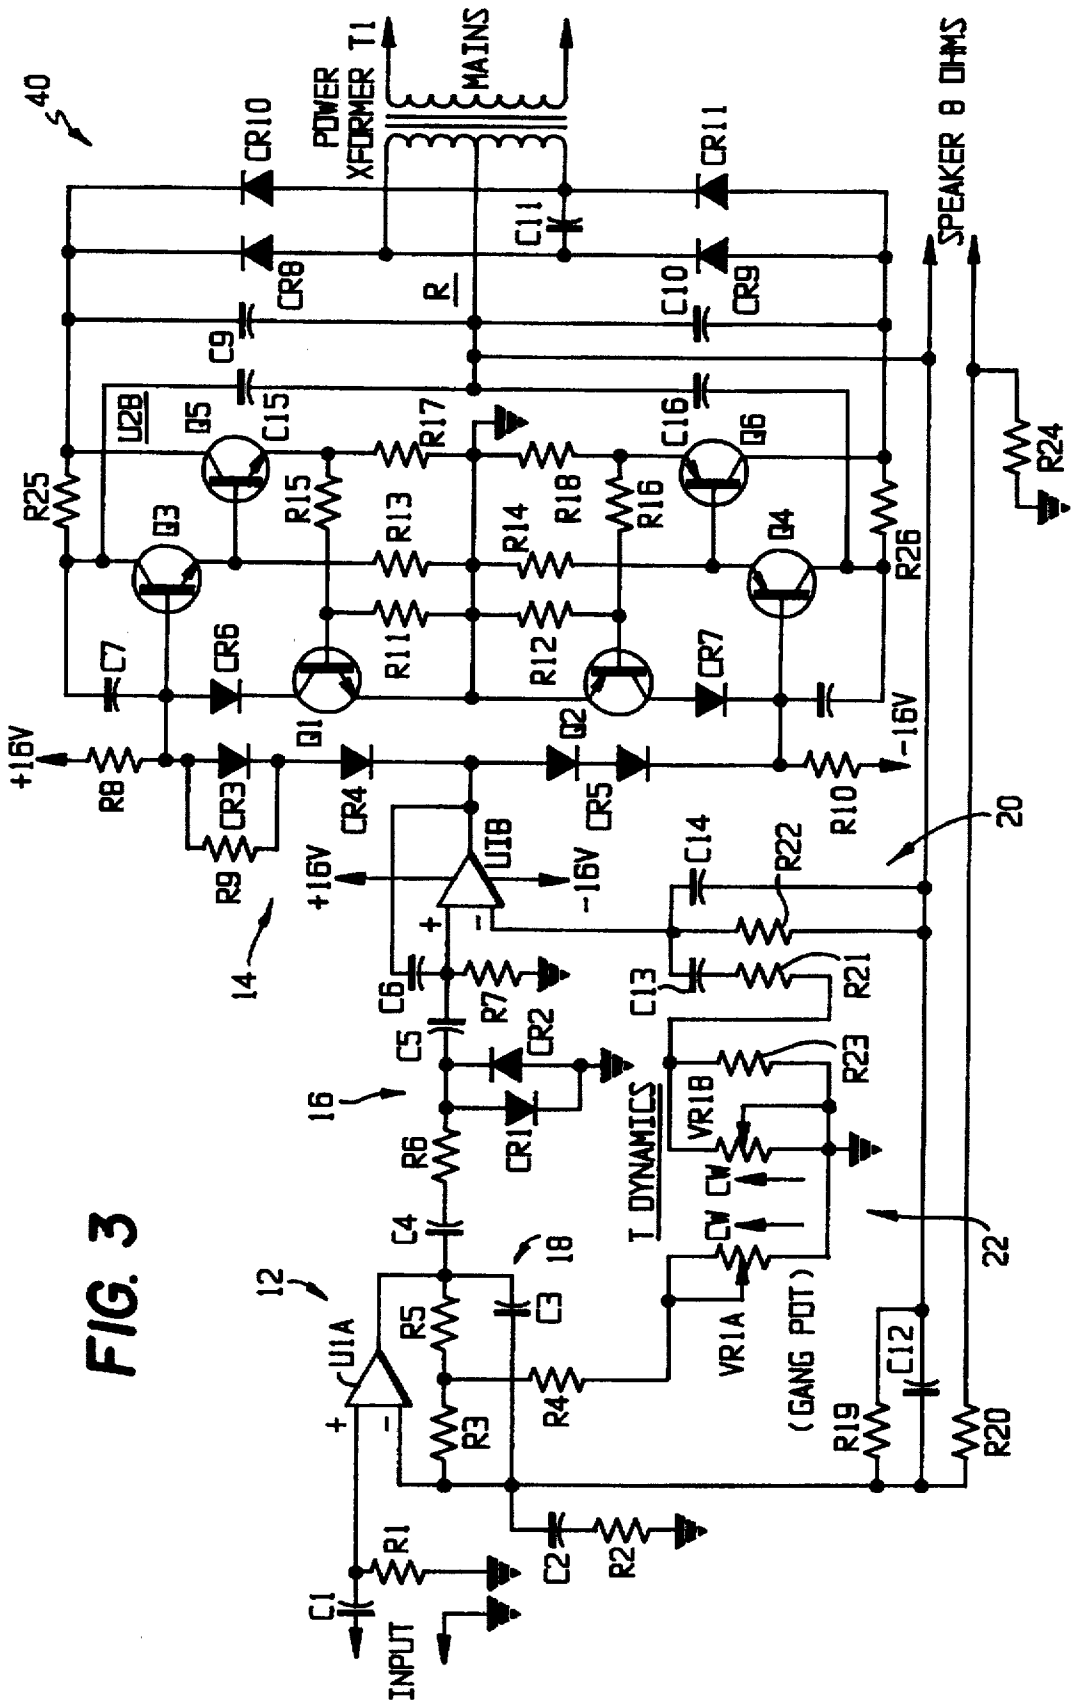 FIG. 3
40
POWER
XFORMER T1
MAINS
CR10
CR11
CR8
CR9
C11
C9
C10
R
U2B
Q5
C15
R17
C16
Q6
R25
Q3
R15
R13
R14
R18
R16
Q4
R26
C7
CR6
R11
R12
CR7
Q1
Q2
+16V
R8
CR3
R9
CR4
CR5
R10
-16V
14
+16V
U1B
-16V
+
-
C6
R7
C5
CR2
CR1
16
R6
C4
18
12
U1A
+
-
R5
C3
R3
R4
C1
R1
INPUT
C2
R2
C14
R22
C13
R21
20
R23
VR1B
T DYNAMICS
CW
CW
VR1A
(GANG POT)
22
R19
C12
R20
R24
SPEAKER 8 OHMS